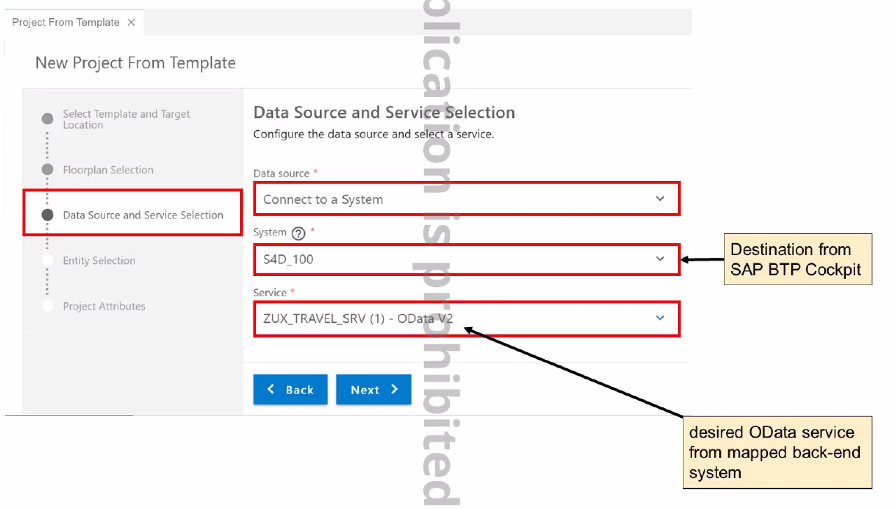 Project From Template ×
New Project From Template
Select Template and Target
Location
Floorplan Selection
Data Source and Service Selection
Entity Selection
Project Attributes
Data Source and Service Selection
Configure the data source and select a service.
Data source *
Connect to a System
System ? *
S4D_100
Service *
ZUX_TRAVEL_SRV (1) - OData V2
Back
Next
Destination from
SAP BTP Cockpit
desired OData service
from mapped back-end
system
plication is prohibited